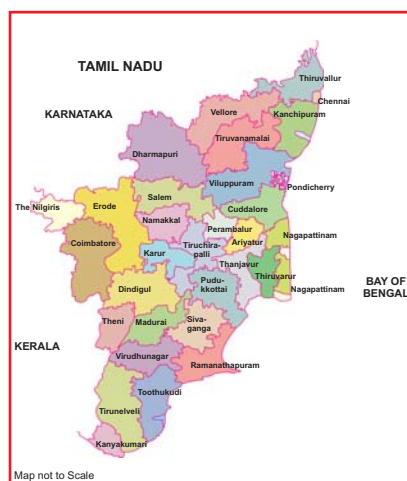 TAMIL NADU
Thiruvallur
Chennai
KARNATAKA
Vellore
Kanchipuram
Tiruvanamalai
Dharmapuri
Viluppuram
Pondicherry
The Nilgiris
Erode
Salem
Cuddalore
Namakkal
Perambalur
Nagapattinam
Coimbatore
Ariyatur
Karur
Tiruchira-
palli
Thanjavur
Thiruvarur
BAY OF
BENGAL
Nagapattinam
Dindigul
Pudu-
kkottai
Theni
Madurai
Siva-
ganga
KERALA
Virudhunagar
Ramanathapuram
Toothukudi
Tirunelveli
Kanyakumari
Map not to Scale